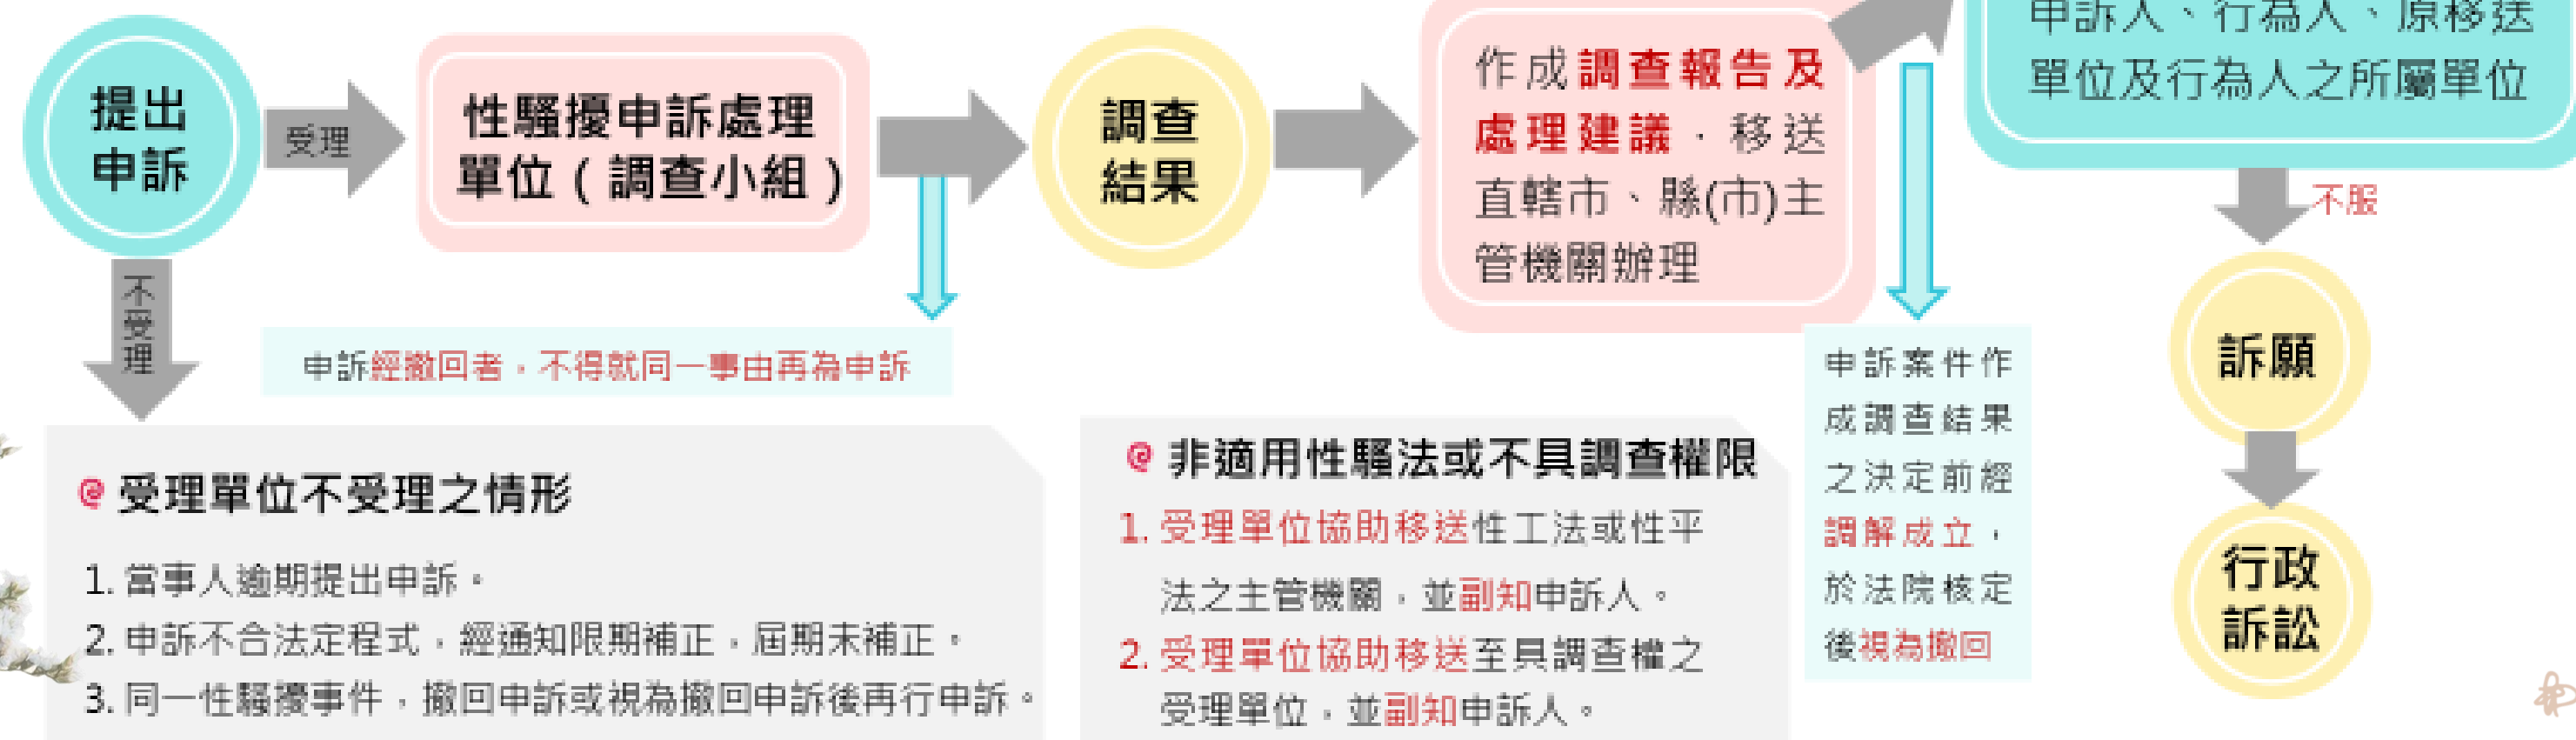 提出
申訴
受理
不受理
性騷擾申訴處理
單位（調查小組）
申訴經撤回者，不得就同一事由再為申訴
調查
結果
作成調查報告及
處理建議，移送
直轄市、縣(市)主
管機關辦理
申訴人、行為人、原移送
單位及行為人之所屬單位
不服
訴願
行政
訴訟
申訴案件作
成調查結果
之決定前經
調解成立，
於法院核定
後視為撤回
@ 受理單位不受理之情形
1. 當事人逾期提出申訴。
2. 申訴不合法定程式，經通知限期補正，屆期未補正。
3. 同一性騷擾事件，撤回申訴或視為撤回申訴後再行申訴。
@ 非適用性騷法或不具調查權限
1. 受理單位協助移送性工法或性平
法之主管機關，並副知申訴人。
2. 受理單位協助移送至具調查權之
受理單位，並副知申訴人。